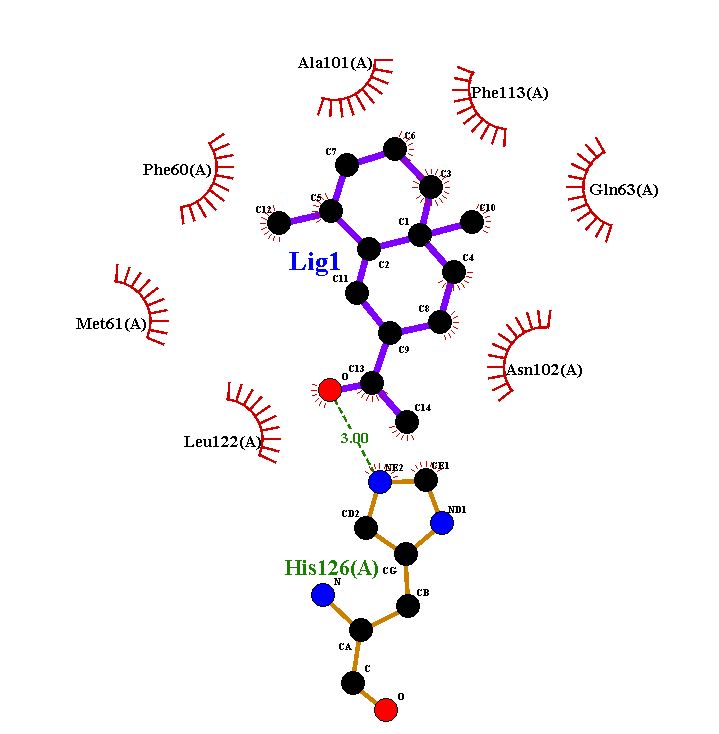 Ala101(A)
Phe113(A)
C6
C7
Phe60(A)
C3
Gln63(A)
C5
C12
C10
C1
Lig1
C2
C4
C11
C8
Met61(A)
C9
Asn102(A)
C13
O
C14
Leu122(A)
3.00
NE2
CE1
CD2
ND1
His126(A)
CG
N
CB
CA
C
O